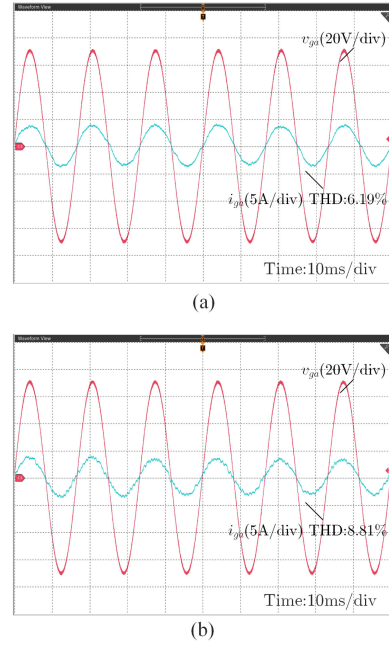 Waveform View
v_ga(20V/div)
i_ga(5A/div) THD:6.19%
Time:10ms/div
(a)
Waveform View
v_ga(20V/div)
i_ga(5A/div) THD:8.81%
Time:10ms/div
(b)